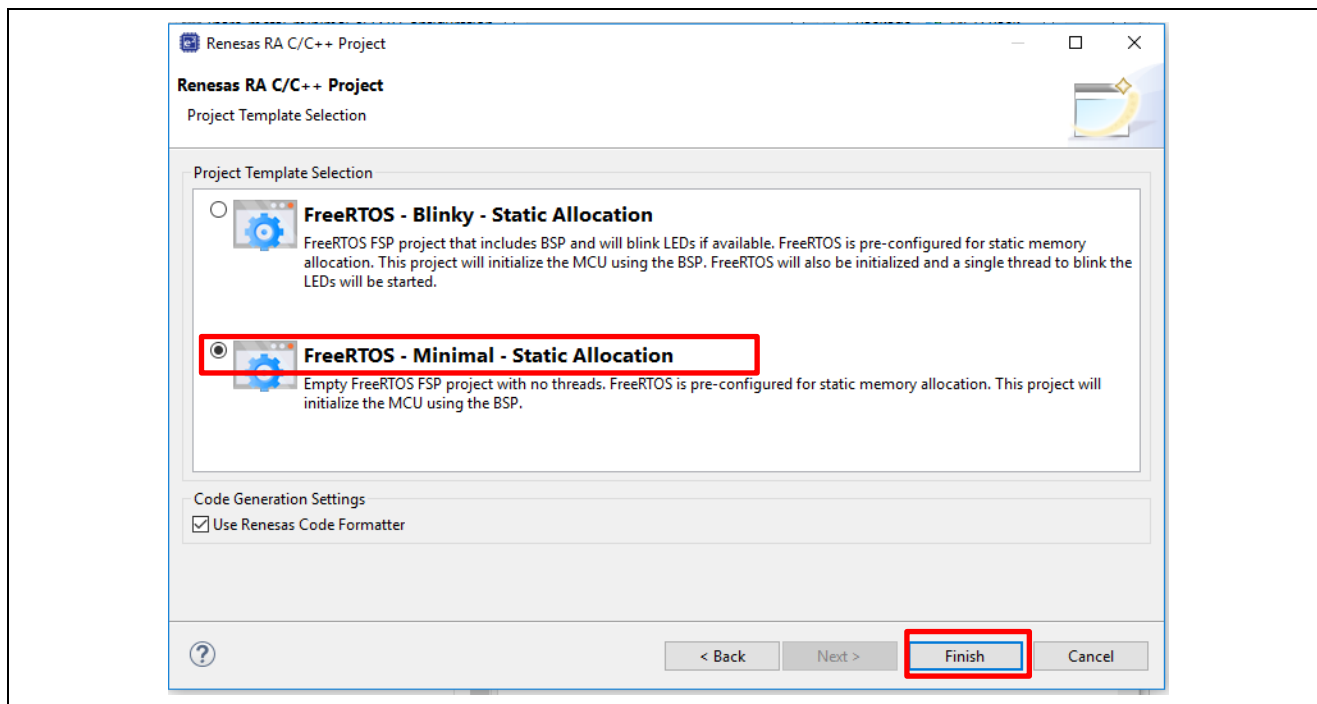 Renesas RA C/C++ Project
Renesas RA C/C++ Project
Project Template Selection
Project Template Selection
FreeRTOS - Blinky - Static Allocation
FreeRTOS FSP project that includes BSP and will blink LEDs if available. FreeRTOS is pre-configured for static memory
allocation. This project will initialize the MCU using the BSP. FreeRTOS will also be initialized and a single thread to blink the
LEDs will be started.
FreeRTOS - Minimal - Static Allocation
Empty FreeRTOS FSP project with no threads. FreeRTOS is pre-configured for static memory allocation. This project will
initialize the MCU using the BSP.
Code Generation Settings
Use Renesas Code Formatter
? < Back Next > Finish Cancel